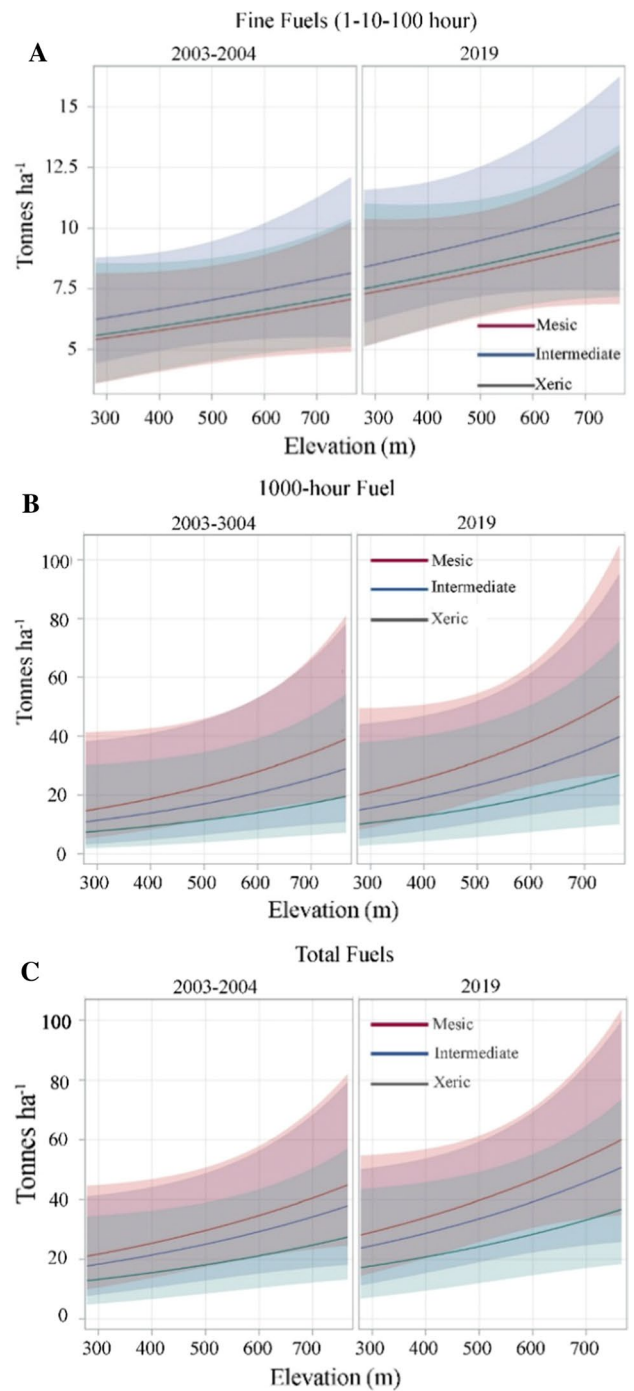 Fine Fuels (1-10-100 hour)
A
2003-2004 2019
Tonnes ha-1
15
12.5
10
7.5
5
Mesic
Intermediate
Xeric
300 400 500 600 700 300 400 500 600 700
Elevation (m)
1000-hour Fuel
B
2003-3004 2019
Tonnes ha-1
100
80
60
40
20
0
Mesic
Intermediate
Xeric
300 400 500 600 700 300 400 500 600 700
Elevation (m)
Total Fuels
C
2003-2004 2019
Tonnes ha-1
100
80
60
40
20
0
Mesic
Intermediate
Xeric
300 400 500 600 700 300 400 500 600 700
Elevation (m)